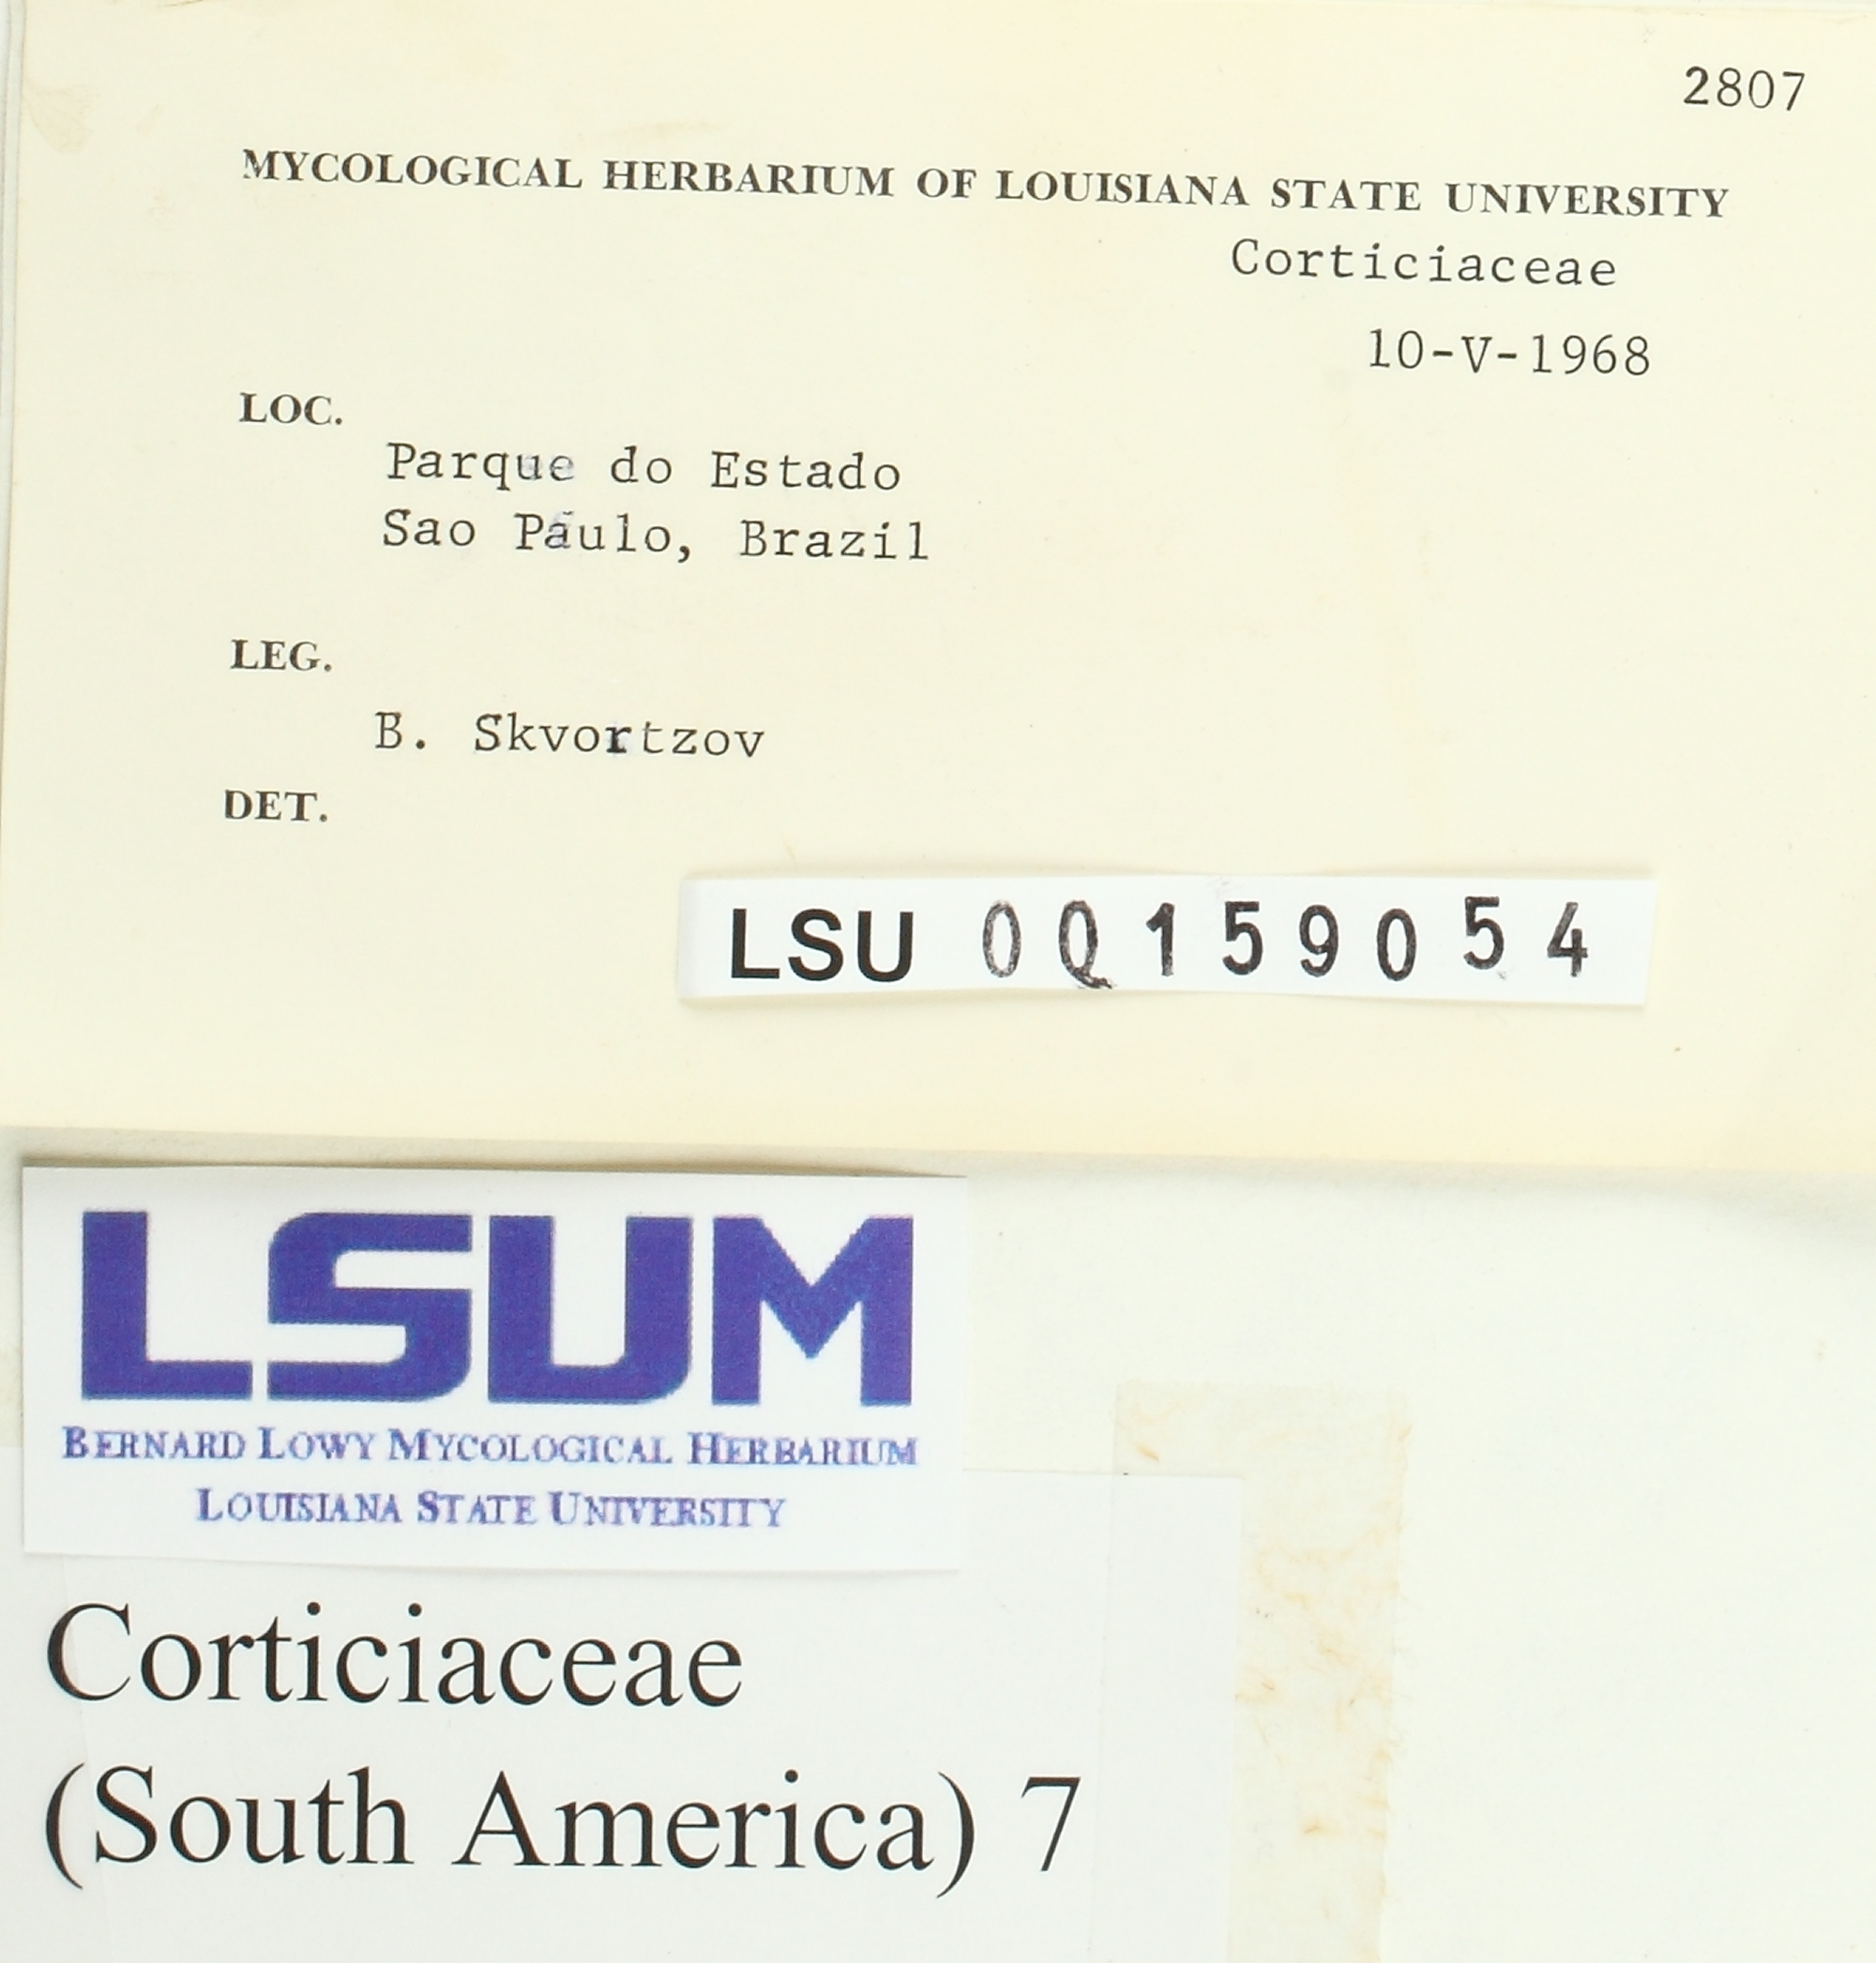 2807
MYCOLOGICAL HERBARIUM OF LOUISIANA STATE UNIVERSITY
Corticiaceae
10-V-1968
LOC.
Parque do Estado
Sao Paulo, Brazil
LEG.
B. Skvortzov
DET.
LSU 00159054
LSUM
BERNARD LOWY MYCOLOGICAL HERBARIUM
LOUISIANA STATE UNIVERSITY
Corticiaceae
(South America) 7